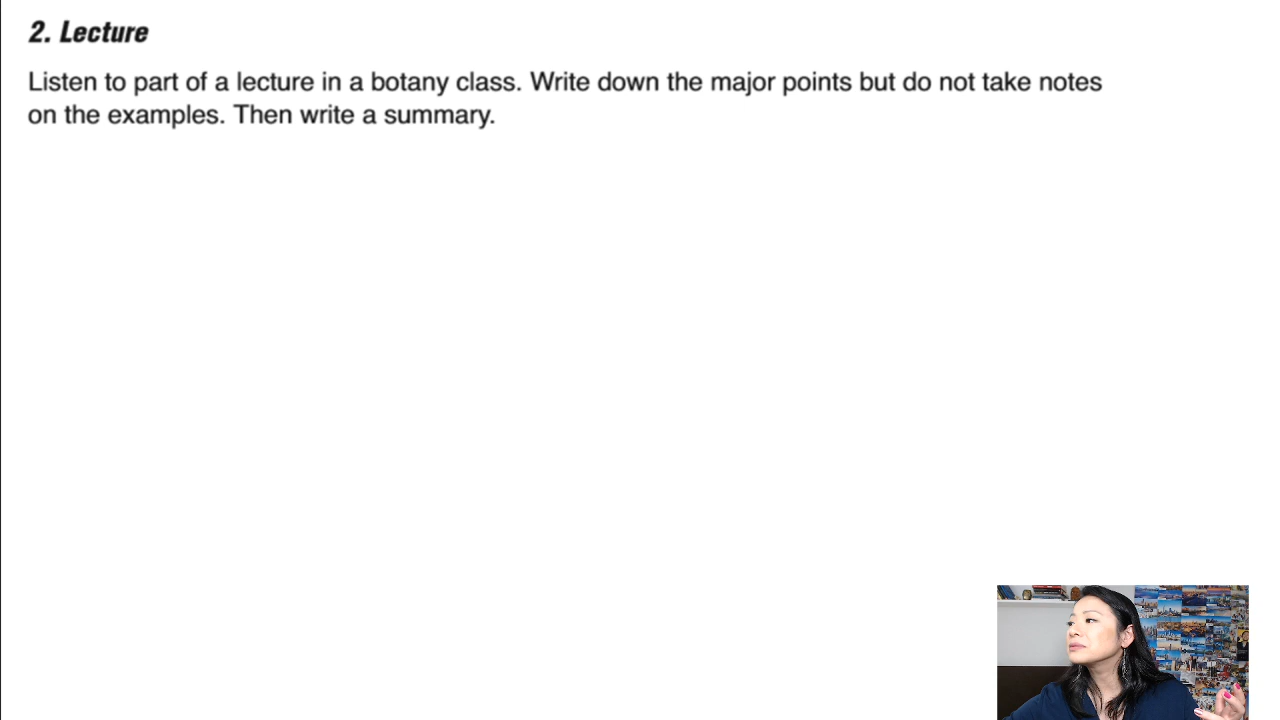 2. Lecture
Listen to part of a lecture in a botany class. Write down the major points but do not take notes
on the examples. Then write a summary.